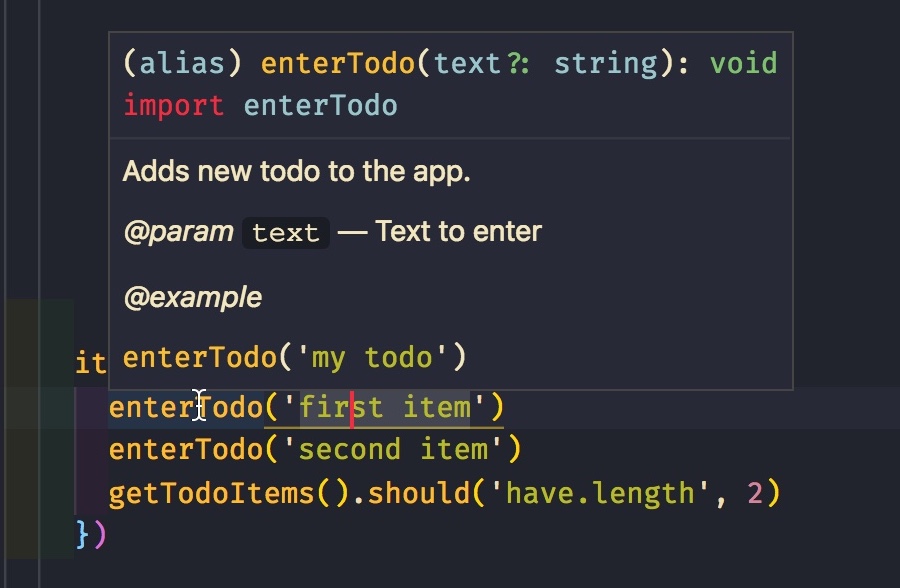 (alias) enterTodo(text?: string): void
import enterTodo
Adds new todo to the app.
@param text — Text to enter
@example
enterTodo('my todo')
it
enterTodo('first item')
enterTodo('second item')
getTodoItems().should('have.length', 2)
})